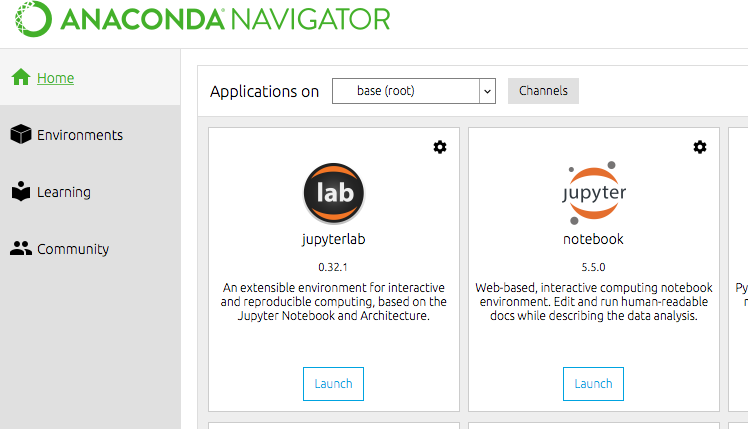 ANACONDA NAVIGATOR
Home
Environments
Learning
Community
Applications on
base (root)
Channels
lab
jupyterlab
0.32.1
An extensible environment for interactive
and reproducible computing, based on the
Jupyter Notebook and Architecture.
Launch
jupyter
notebook
5.5.0
Web-based, interactive computing notebook
environment. Edit and run human-readable
docs while describing the data analysis.
Launch